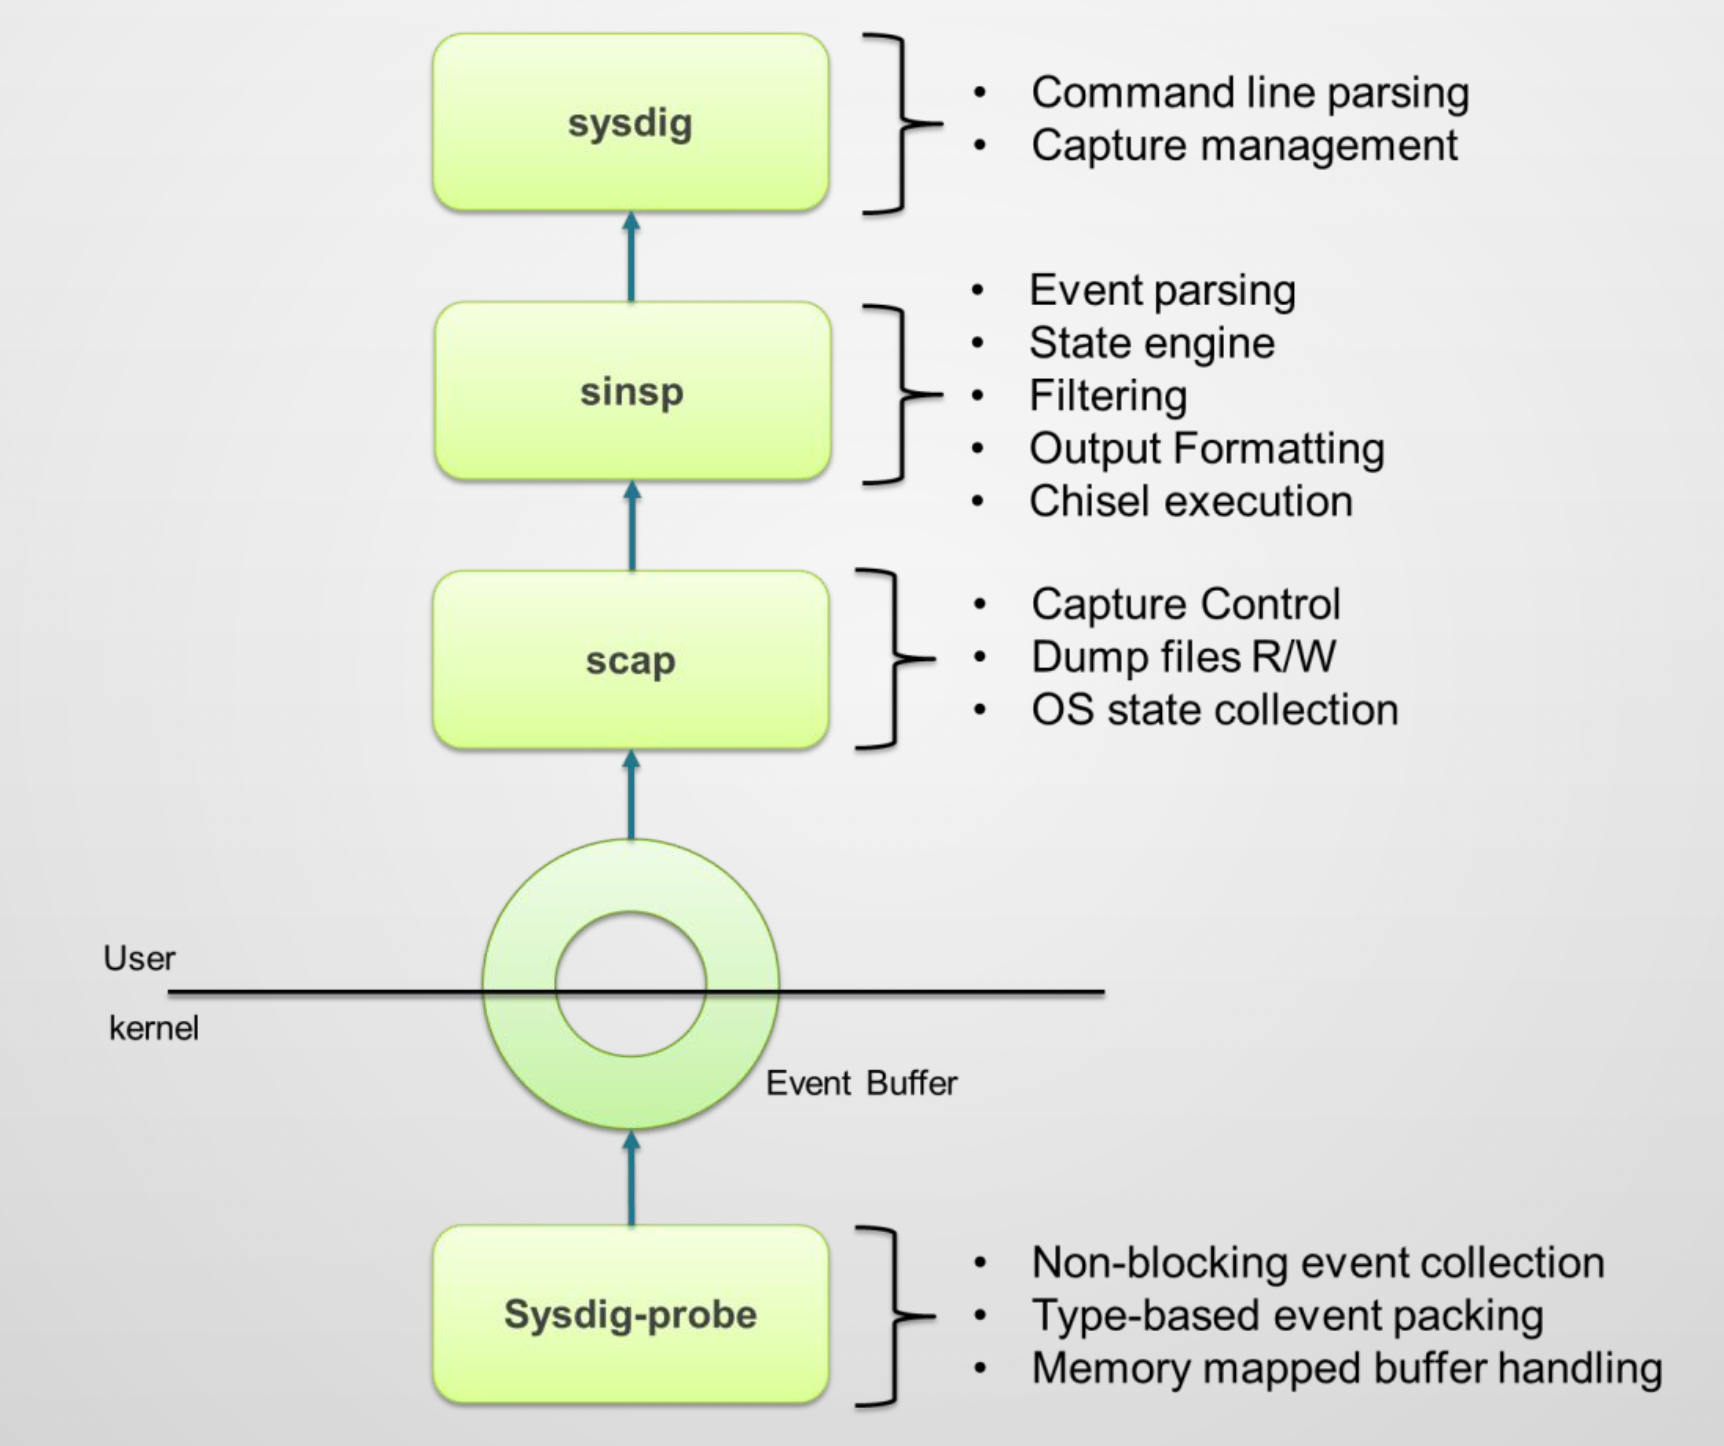 sysdig
• Command line parsing
• Capture management
sinsp
• Event parsing
• State engine
• Filtering
• Output Formatting
• Chisel execution
scap
• Capture Control
• Dump files R/W
• OS state collection
User
kernel
Event Buffer
Sysdig-probe
• Non-blocking event collection
• Type-based event packing
• Memory mapped buffer handling